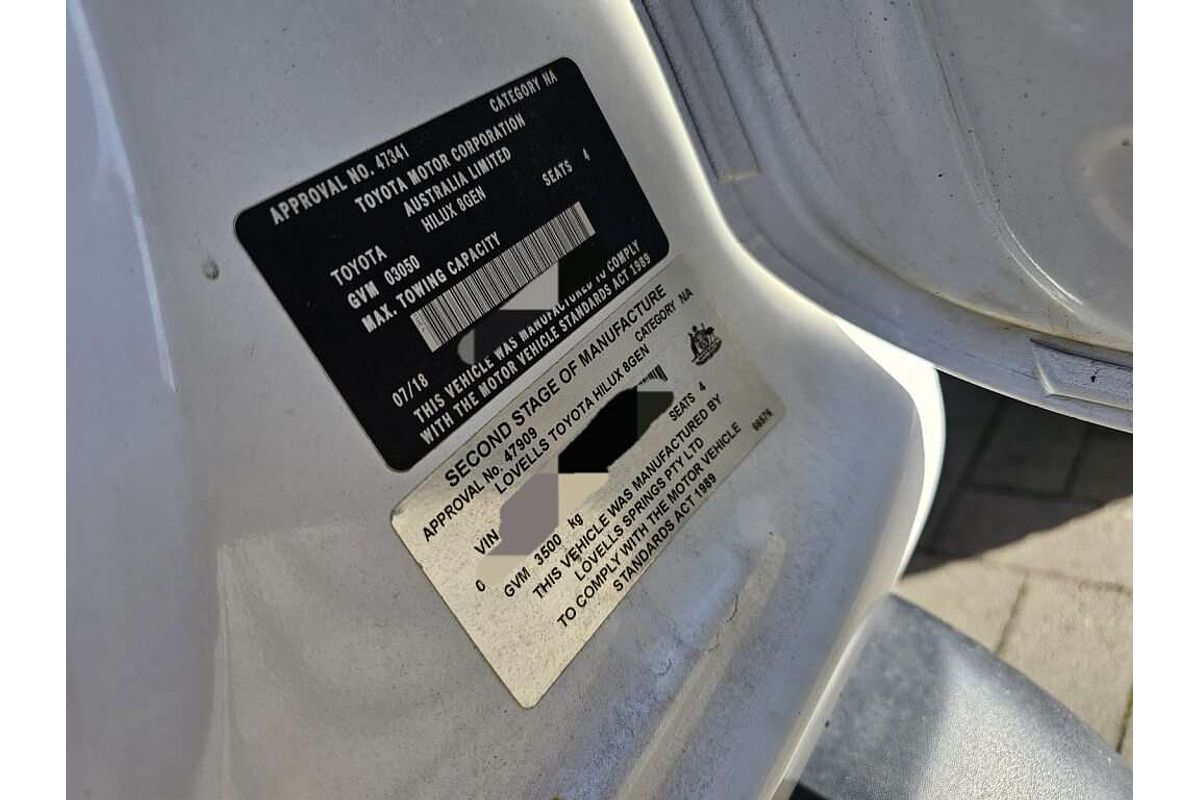 APPROVAL NO. 47341 CATEGORY NA
TOYOTA MOTOR CORPORATION
AUSTRALIA LIMITED
TOYOTA HILUX 8GEN
GVM 03050 SEATS 4
MAX. TOWING CAPACITY
07/18
THIS VEHICLE WAS MANUFACTURED TO COMPLY
WITH THE MOTOR VEHICLE STANDARDS ACT 1989
SECOND STAGE OF MANUFACTURE
APPROVAL No. 47909 CATEGORY NA
LOVELLS TOYOTA HILUX 8GEN
VIN
0 SEATS 4
GVM 3500 kg
THIS VEHICLE WAS MANUFACTURED BY
LOVELLS SPRINGS PTY LTD
TO COMPLY WITH THE MOTOR VEHICLE
STANDARDS ACT 1989